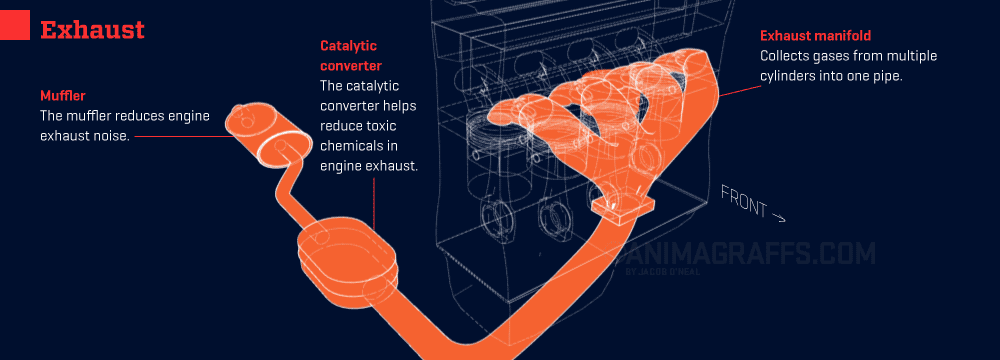 Exhaust
Muffler
The muffler reduces engine
exhaust noise.
Catalytic
converter
The catalytic
converter helps
reduce toxic
chemicals in
engine exhaust.
Exhaust manifold
Collects gases from multiple
cylinders into one pipe.
FRONT →
ANIMAGRAFFS.COM
BY JACOB O'NEAL